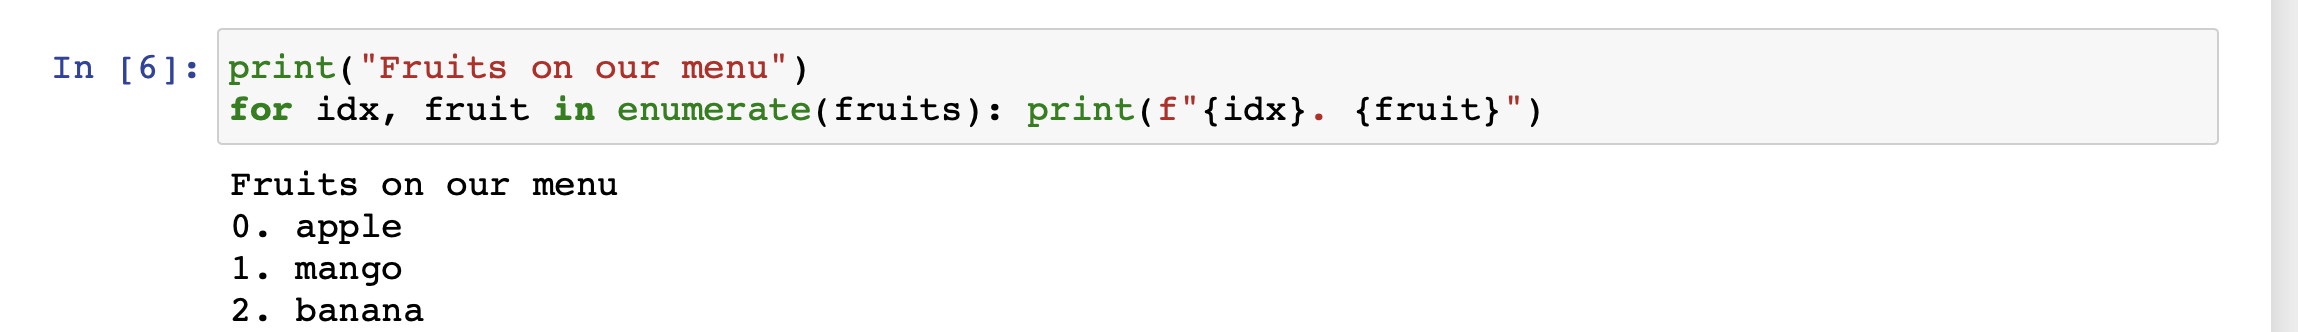 In [6]: print("Fruits on our menu")
for idx, fruit in enumerate(fruits): print(f"{idx}. {fruit}")
Fruits on our menu
0. apple
1. mango
2. banana